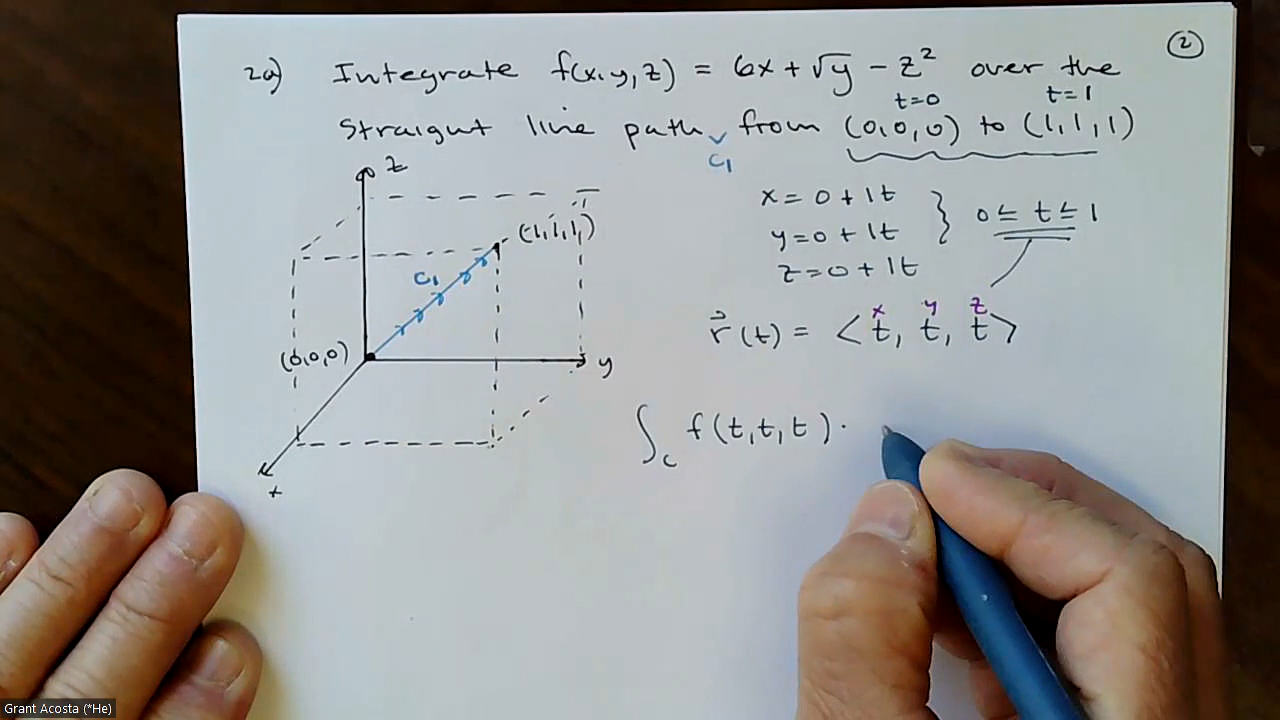 ②
2a) Integrate f(x,y,z) = 6x + √y − z² over the
t=0 t=1
straight line path from (0,0,0) to (1,1,1)
C₁
z
x = 0 + 1t
(1,1,1)
y = 0 + 1t } 0 ≤ t ≤ 1
C₁
z = 0 + 1t
x y z
r⃗(t) = <t, t, t>
(0,0,0)
y
∫c f(t,t,t) ·
x
Grant Acosta (*He)